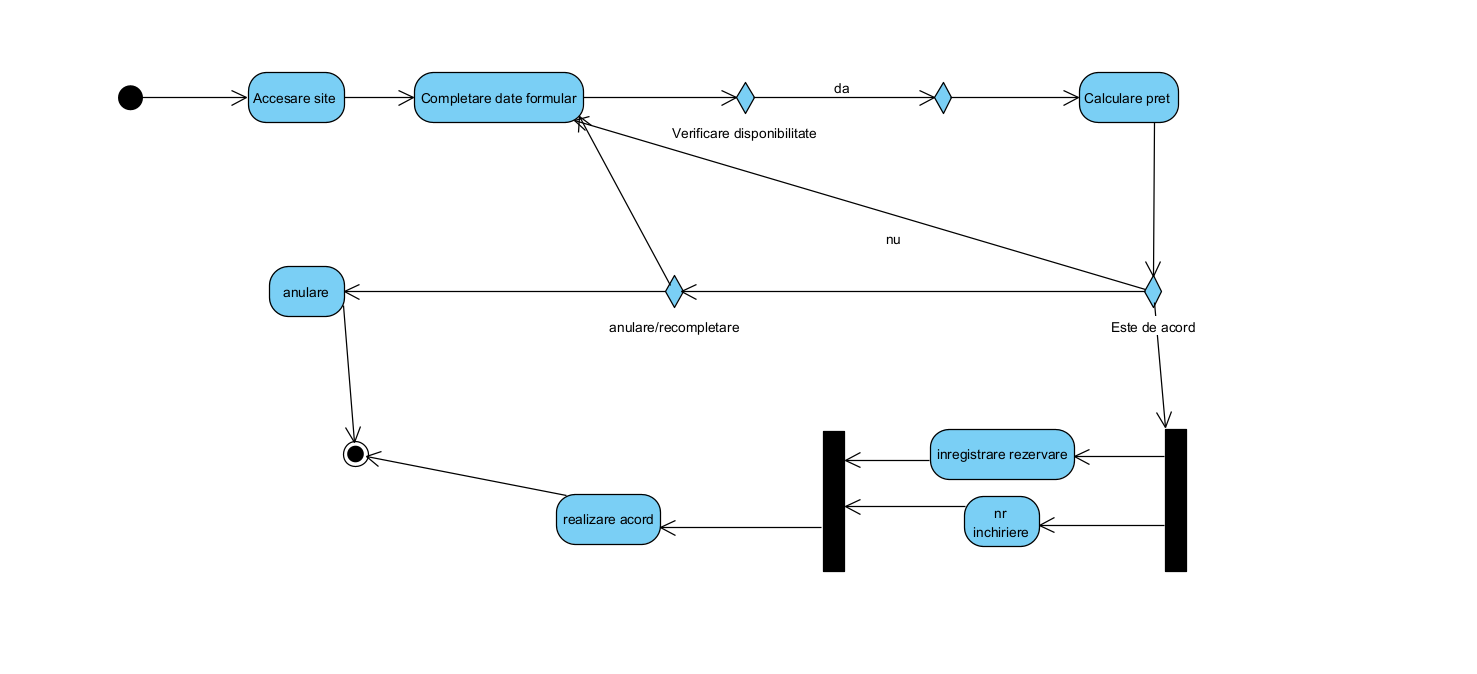 Accesare site
Completare date formular
da
Calculare pret
Verificare disponibilitate
nu
anulare
anulare/recompletare
Este de acord
inregistrare rezervare
nr
inchiriere
realizare acord